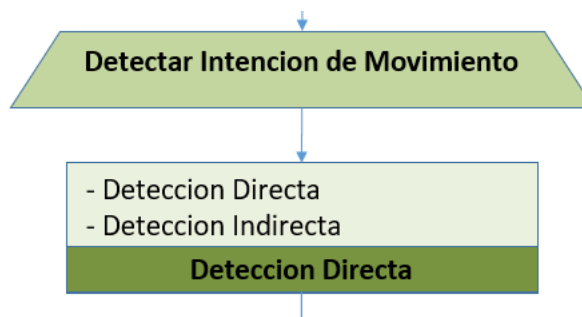 Detectar Intencion de Movimiento
- Deteccion Directa
- Deteccion Indirecta
Deteccion Directa